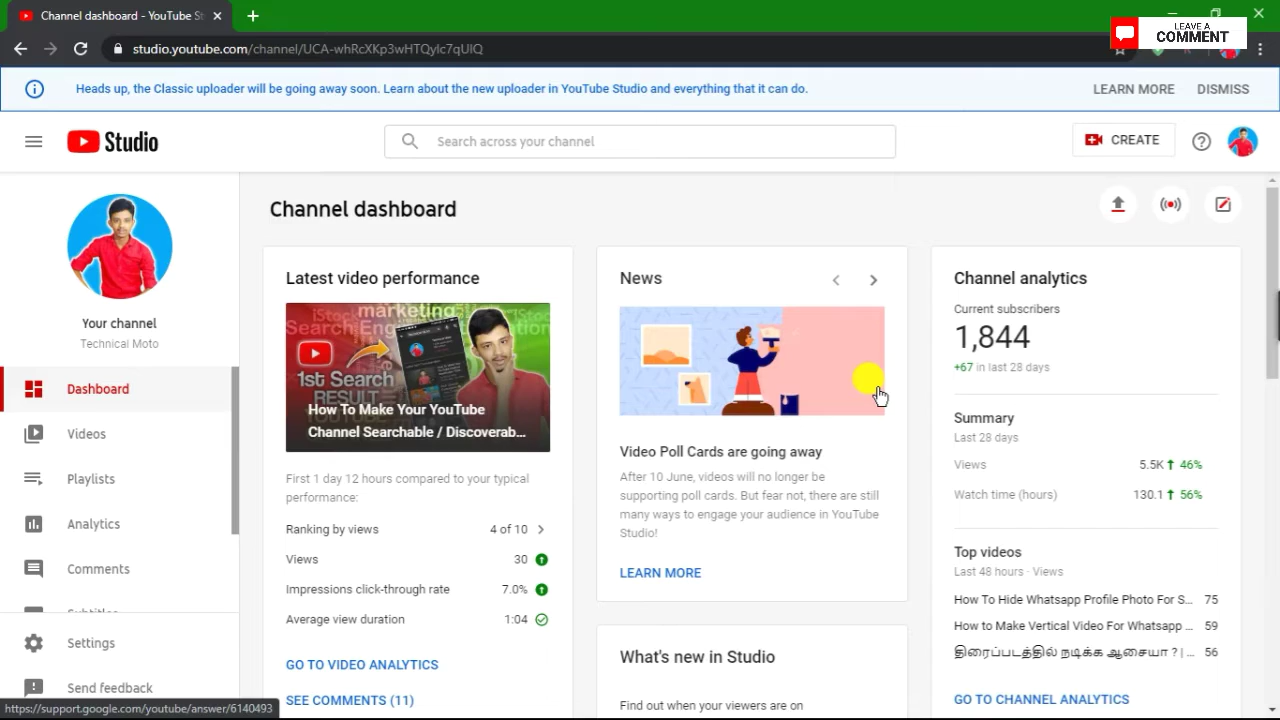 Channel dashboard - YouTube St
LEAVE A
COMMENT
studio.youtube.com/channel/UCA-whRcXKp3wHTQylc7qUlQ
Heads up, the Classic uploader will be going away soon. Learn about the new uploader in YouTube Studio and everything that it can do.
LEARN MORE
DISMISS
Studio
Search across your channel
CREATE
Your channel
Technical Moto
Dashboard
Videos
Playlists
Analytics
Comments
Subtitles
Settings
Send feedback
https://support.google.com/youtube/answer/6140493
Channel dashboard
Latest video performance
marketing
iStock
Search Engine
1st Search
RESULT
How To Make Your YouTube
Channel Searchable / Discoverab...
First 1 day 12 hours compared to your typical
performance:
Ranking by views 4 of 10
Views 30
Impressions click-through rate 7.0%
Average view duration 1:04
GO TO VIDEO ANALYTICS
SEE COMMENTS (11)
News
Video Poll Cards are going away
After 10 June, videos will no longer be
supporting poll cards. But fear not, there are still
many ways to engage your audience in YouTube
Studio!
LEARN MORE
What's new in Studio
Find out when your viewers are on
Channel analytics
Current subscribers
1,844
+67 in last 28 days
Summary
Last 28 days
Views 5.5K 46%
Watch time (hours) 130.1 56%
Top videos
Last 48 hours · Views
How To Hide Whatsapp Profile Photo For S... 75
How to Make Vertical Video For Whatsapp ... 59
திரைப்படத்தில் நடிக்க ஆசையா ? | ... 56
GO TO CHANNEL ANALYTICS